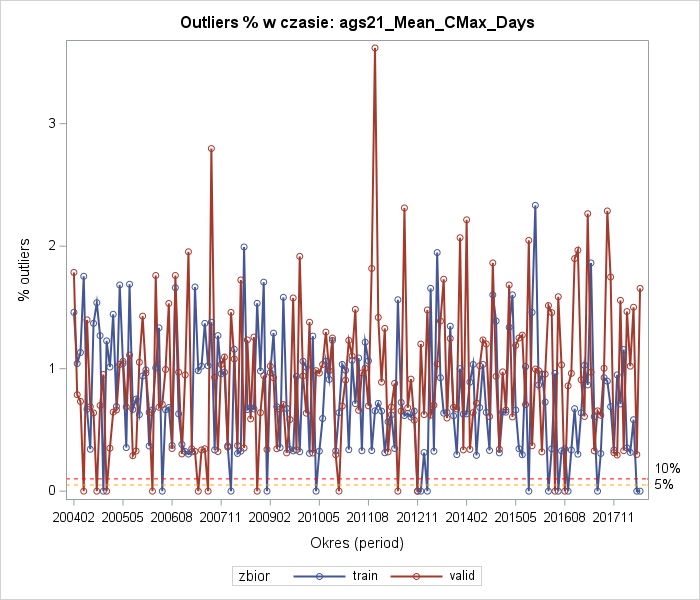 Outliers % w czasie: ags21_Mean_CMax_Days
% outliers
3
2
1
0
10%
5%
200402 200505 200608 200711 200902 201005 201108 201211 201402 201505 201608 201711
Okres (period)
zbior train valid